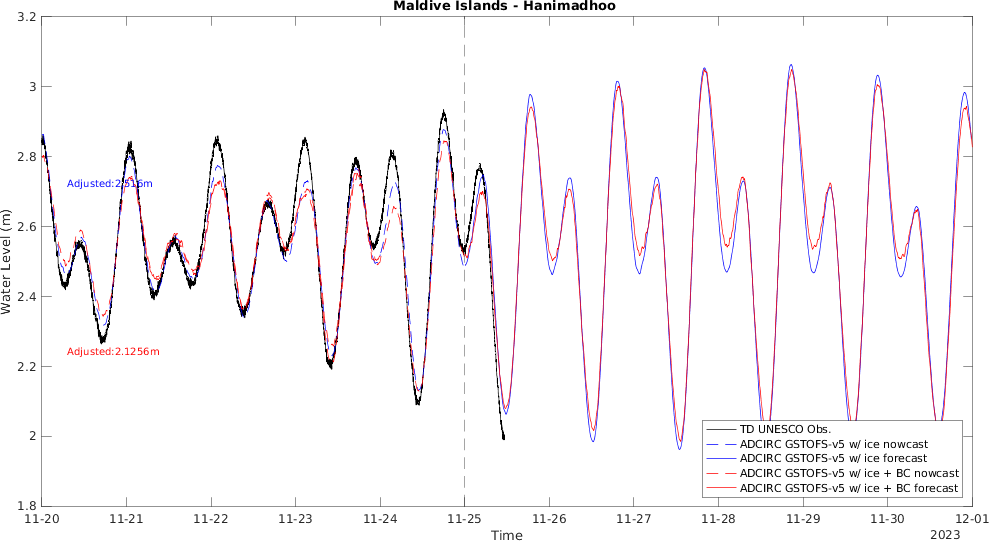 Maldive Islands - Hanimadhoo
3.2
3
2.8
2.6
2.4
2.2
2
1.8
Water Level (m)
Adjusted:2.516m
Adjusted:2.1256m
TD UNESCO Obs.
ADCIRC GSTOFS-v5 w/ ice nowcast
ADCIRC GSTOFS-v5 w/ ice forecast
ADCIRC GSTOFS-v5 w/ ice + BC nowcast
ADCIRC GSTOFS-v5 w/ ice + BC forecast
11-20 11-21 11-22 11-23 11-24 11-25 11-26 11-27 11-28 11-29 11-30 12-01
Time
2023